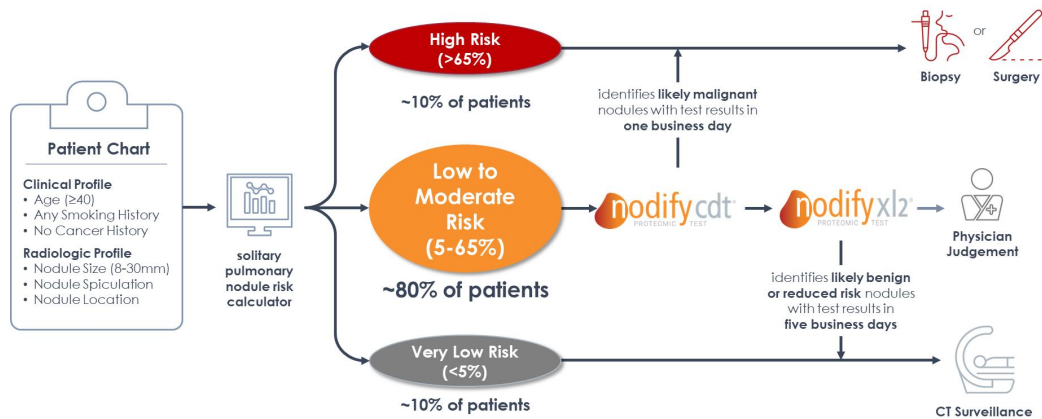 Patient Chart
Clinical Profile
• Age (≥40)
• Any Smoking History
• No Cancer History
Radiologic Profile
• Nodule Size (8-30mm)
• Nodule Spiculation
• Nodule Location
solitary
pulmonary
nodule risk
calculator
High Risk
(>65%)
~10% of patients
Low to
Moderate
Risk
(5-65%)
~80% of patients
Very Low Risk
(<5%)
~10% of patients
identifies likely malignant
nodules with test results in
one business day
nodify cdt®
PROTEOMIC TEST
nodify xl2®
PROTEOMIC TEST
identifies likely benign
or reduced risk nodules
with test results in
five business days
or
Biopsy
Surgery
Physician
Judgement
CT Surveillance